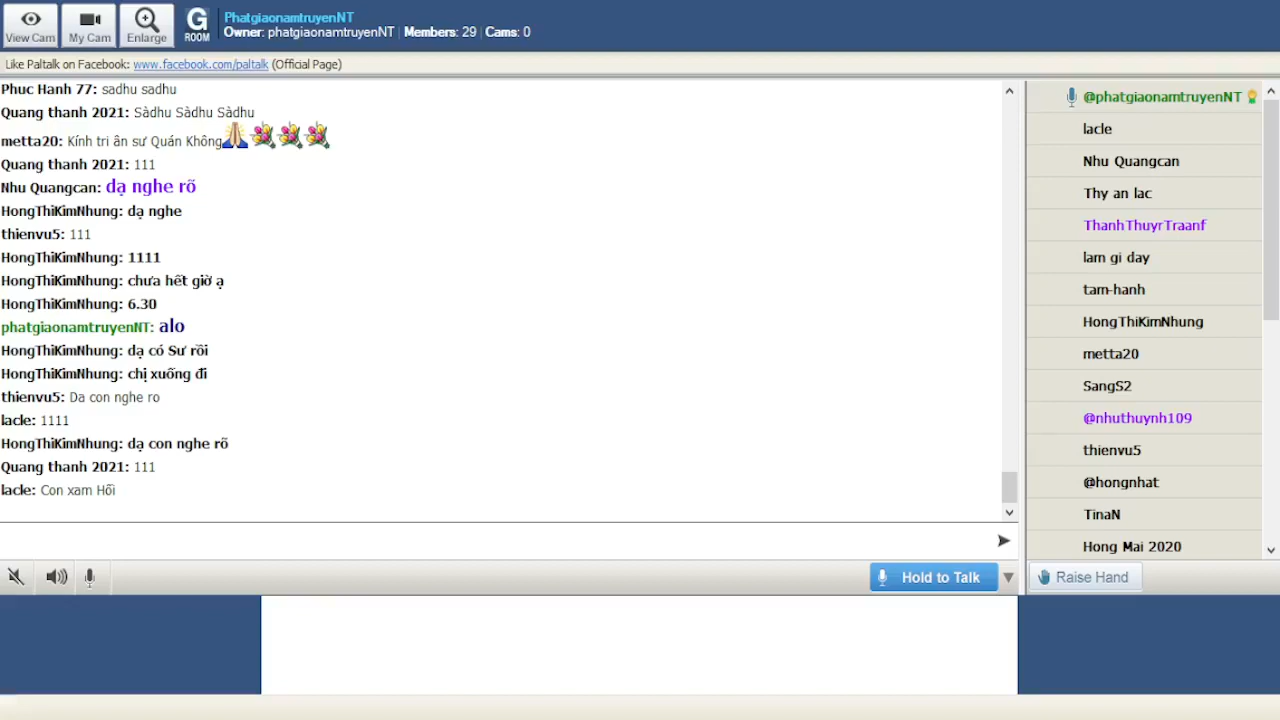 View Cam
My Cam
Enlarge
G
ROOM
PhatgiaonamtruyenNT
Owner: phatgiaonamtruyenNT | Members: 29 | Cams: 0
Like Paltalk on Facebook: www.facebook.com/paltalk (Official Page)
Phuc Hanh 77: sadhu sadhu
Quang thanh 2021: Sàdhu Sàdhu Sàdhu
metta20: Kính tri ân sư Quán Không
Quang thanh 2021: 111
Nhu Quangcan: dạ nghe rõ
HongThiKimNhung: dạ nghe
thienvu5: 111
HongThiKimNhung: 1111
HongThiKimNhung: chưa hết giờ ạ
HongThiKimNhung: 6.30
phatgiaonamtruyenNT: alo
HongThiKimNhung: dạ có Sư rồi
HongThiKimNhung: chị xuống đi
thienvu5: Da con nghe ro
lacle: 1111
HongThiKimNhung: dạ con nghe rõ
Quang thanh 2021: 111
lacle: Con xam Hối
@phatgiaonamtruyenNT
lacle
Nhu Quangcan
Thy an lac
ThanhThuyrTraanf
lam gi day
tam-hanh
HongThiKimNhung
metta20
SangS2
@nhuthuynh109
thienvu5
@hongnhat
TinaN
Hong Mai 2020
Hold to Talk
Raise Hand